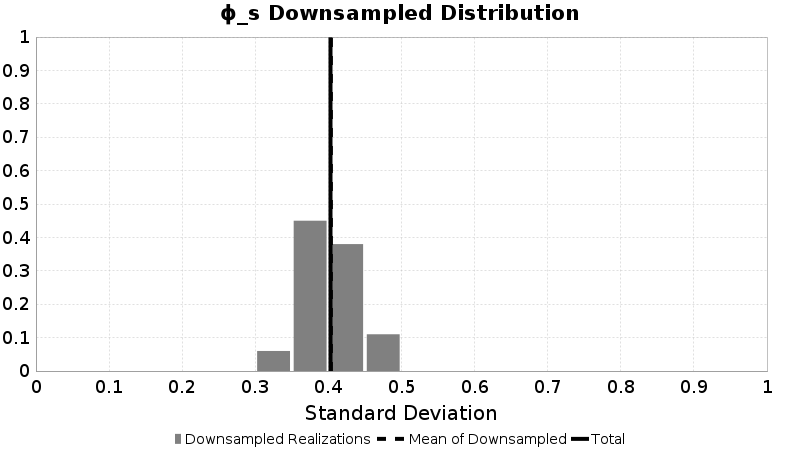 ϕ_s Downsampled Distribution
1
0.9
0.8
0.7
0.6
0.5
0.4
0.3
0.2
0.1
0
0 0.1 0.2 0.3 0.4 0.5 0.6 0.7 0.8 0.9 1
Standard Deviation
Downsampled Realizations Mean of Downsampled Total